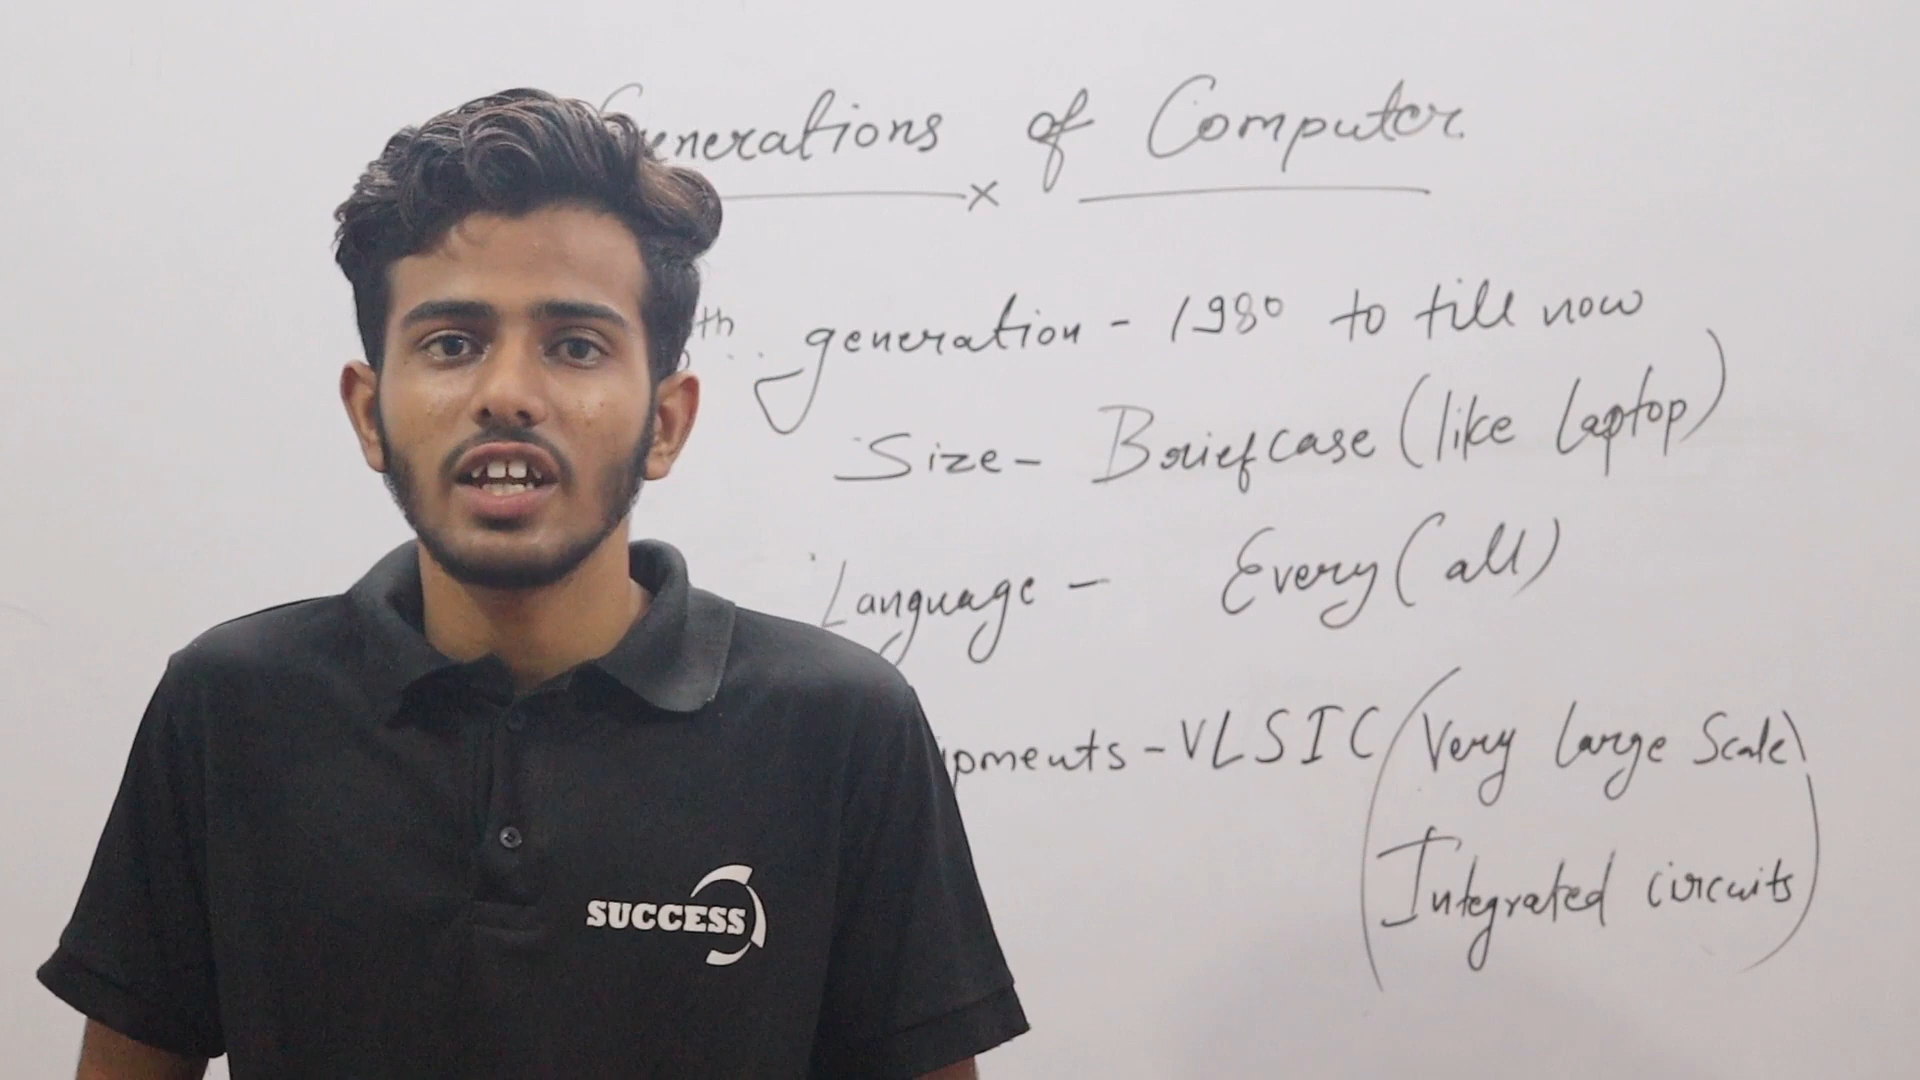 Generations of Computer
th generation - 1980 to till now
Size - Briefcase (like laptop)
Language - Every (all)
ipments - VLSIC (Very large Scale
Integrated circuits)
SUCCESS